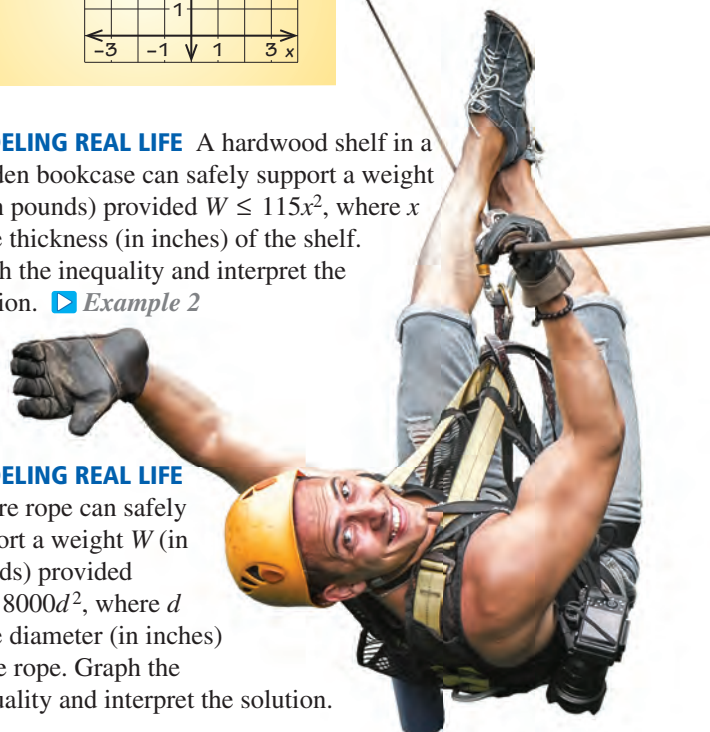 1
-3 -1 1 3 x
DELING REAL LIFE A hardwood shelf in a
den bookcase can safely support a weight
n pounds) provided W ≤ 115x², where x
e thickness (in inches) of the shelf.
h the inequality and interpret the
ion. Example 2
DELING REAL LIFE
re rope can safely
ort a weight W (in
ds) provided
8000d², where d
e diameter (in inches)
e rope. Graph the
uality and interpret the solution.